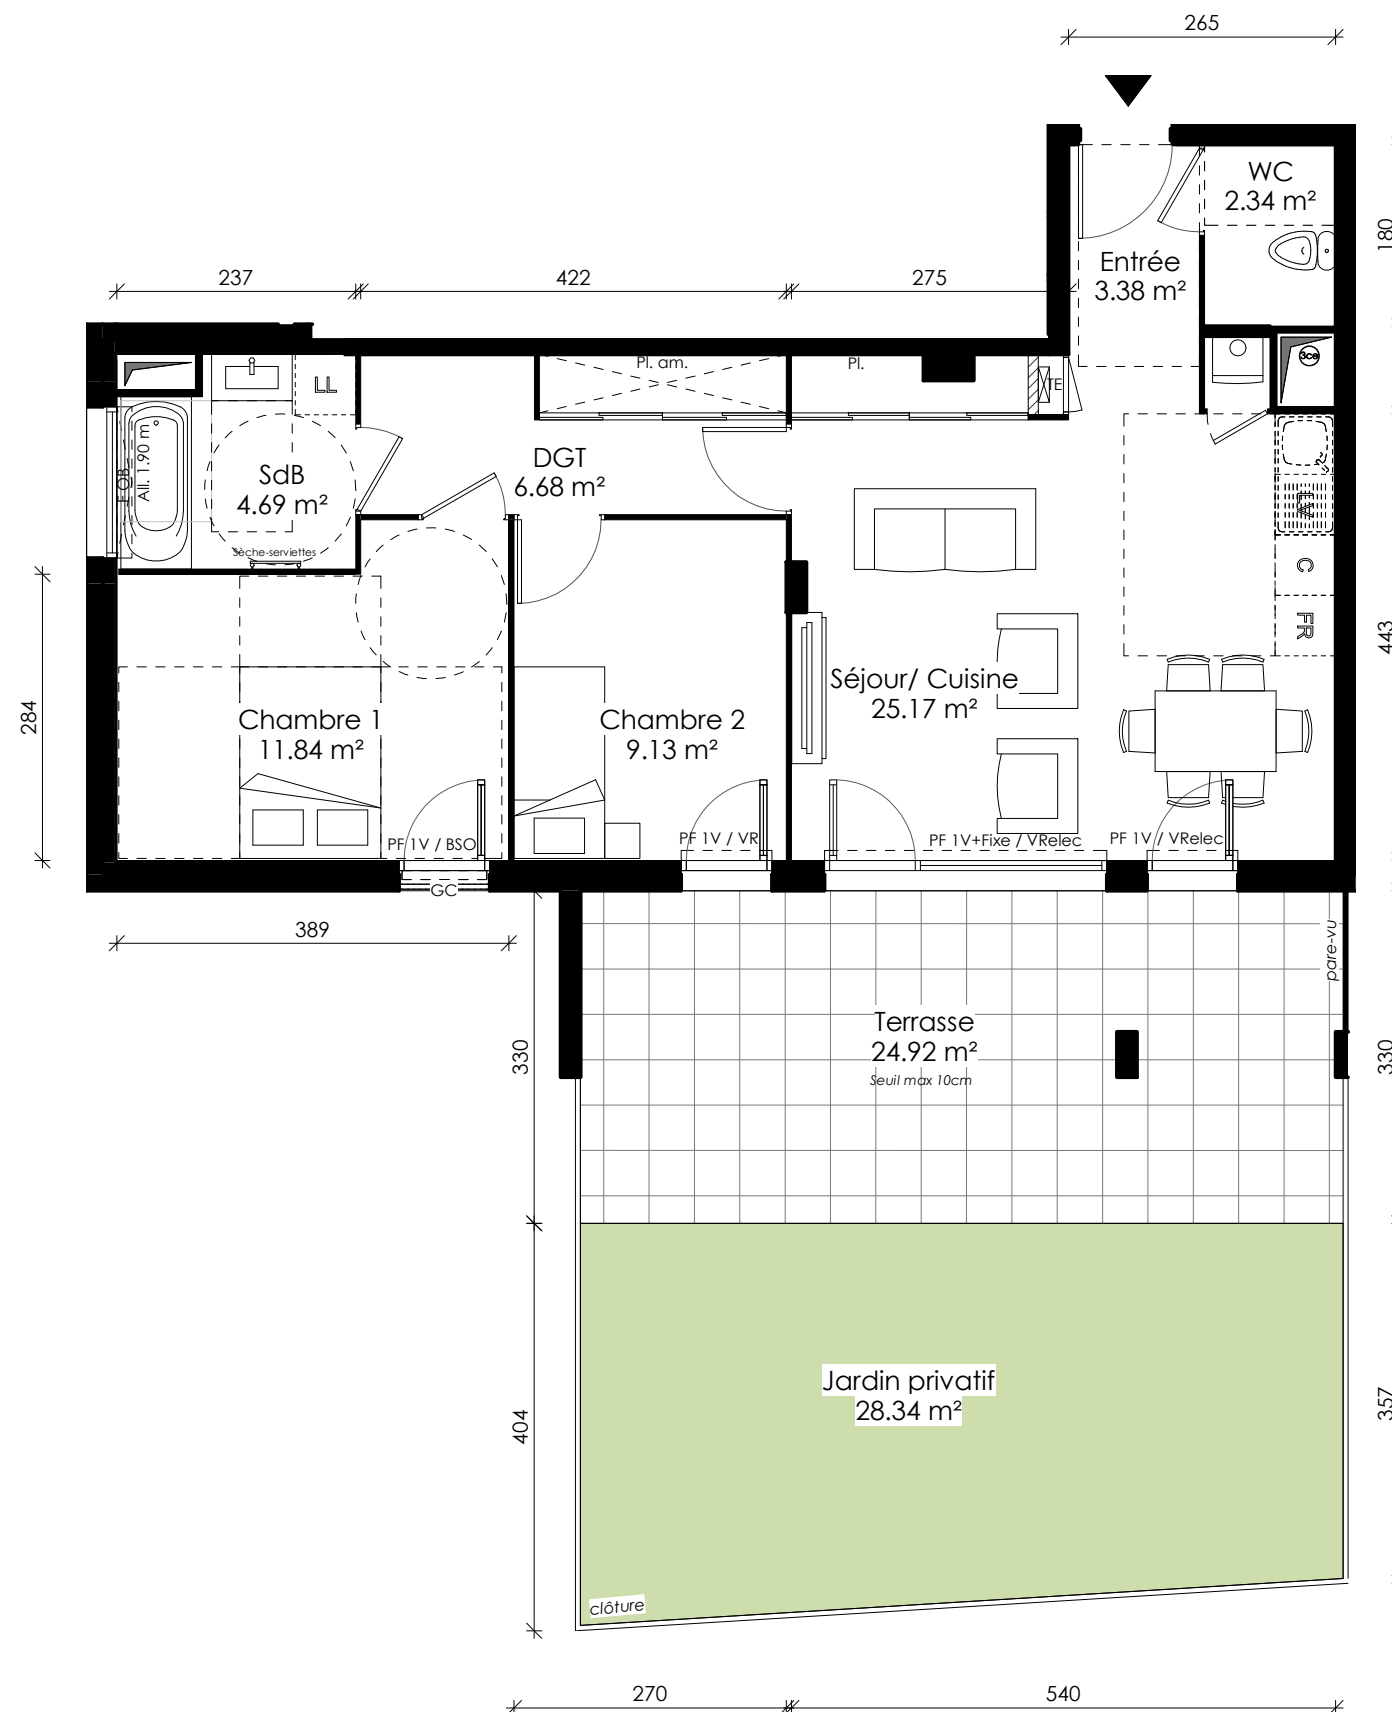 265
WC
2.34 m²
180
Entrée
3.38 m²
237
422
275
3ce
Pl. am.
Pl.
TE
LL
All. 1.90 m
SdB
4.69 m²
DGT
6.68 m²
LV
Sèche-serviettes
C
FR
443
284
Séjour/ Cuisine
25.17 m²
Chambre 1
11.84 m²
Chambre 2
9.13 m²
PF 1V / BSO
PF 1V / VR
PF 1V+Fixe / VRelec
PF 1V / VRelec
GC
389
pare-vu
330
Terrasse
24.92 m²
Seuil max 10cm
330
Jardin privatif
28.34 m²
404
357
clôture
270
540